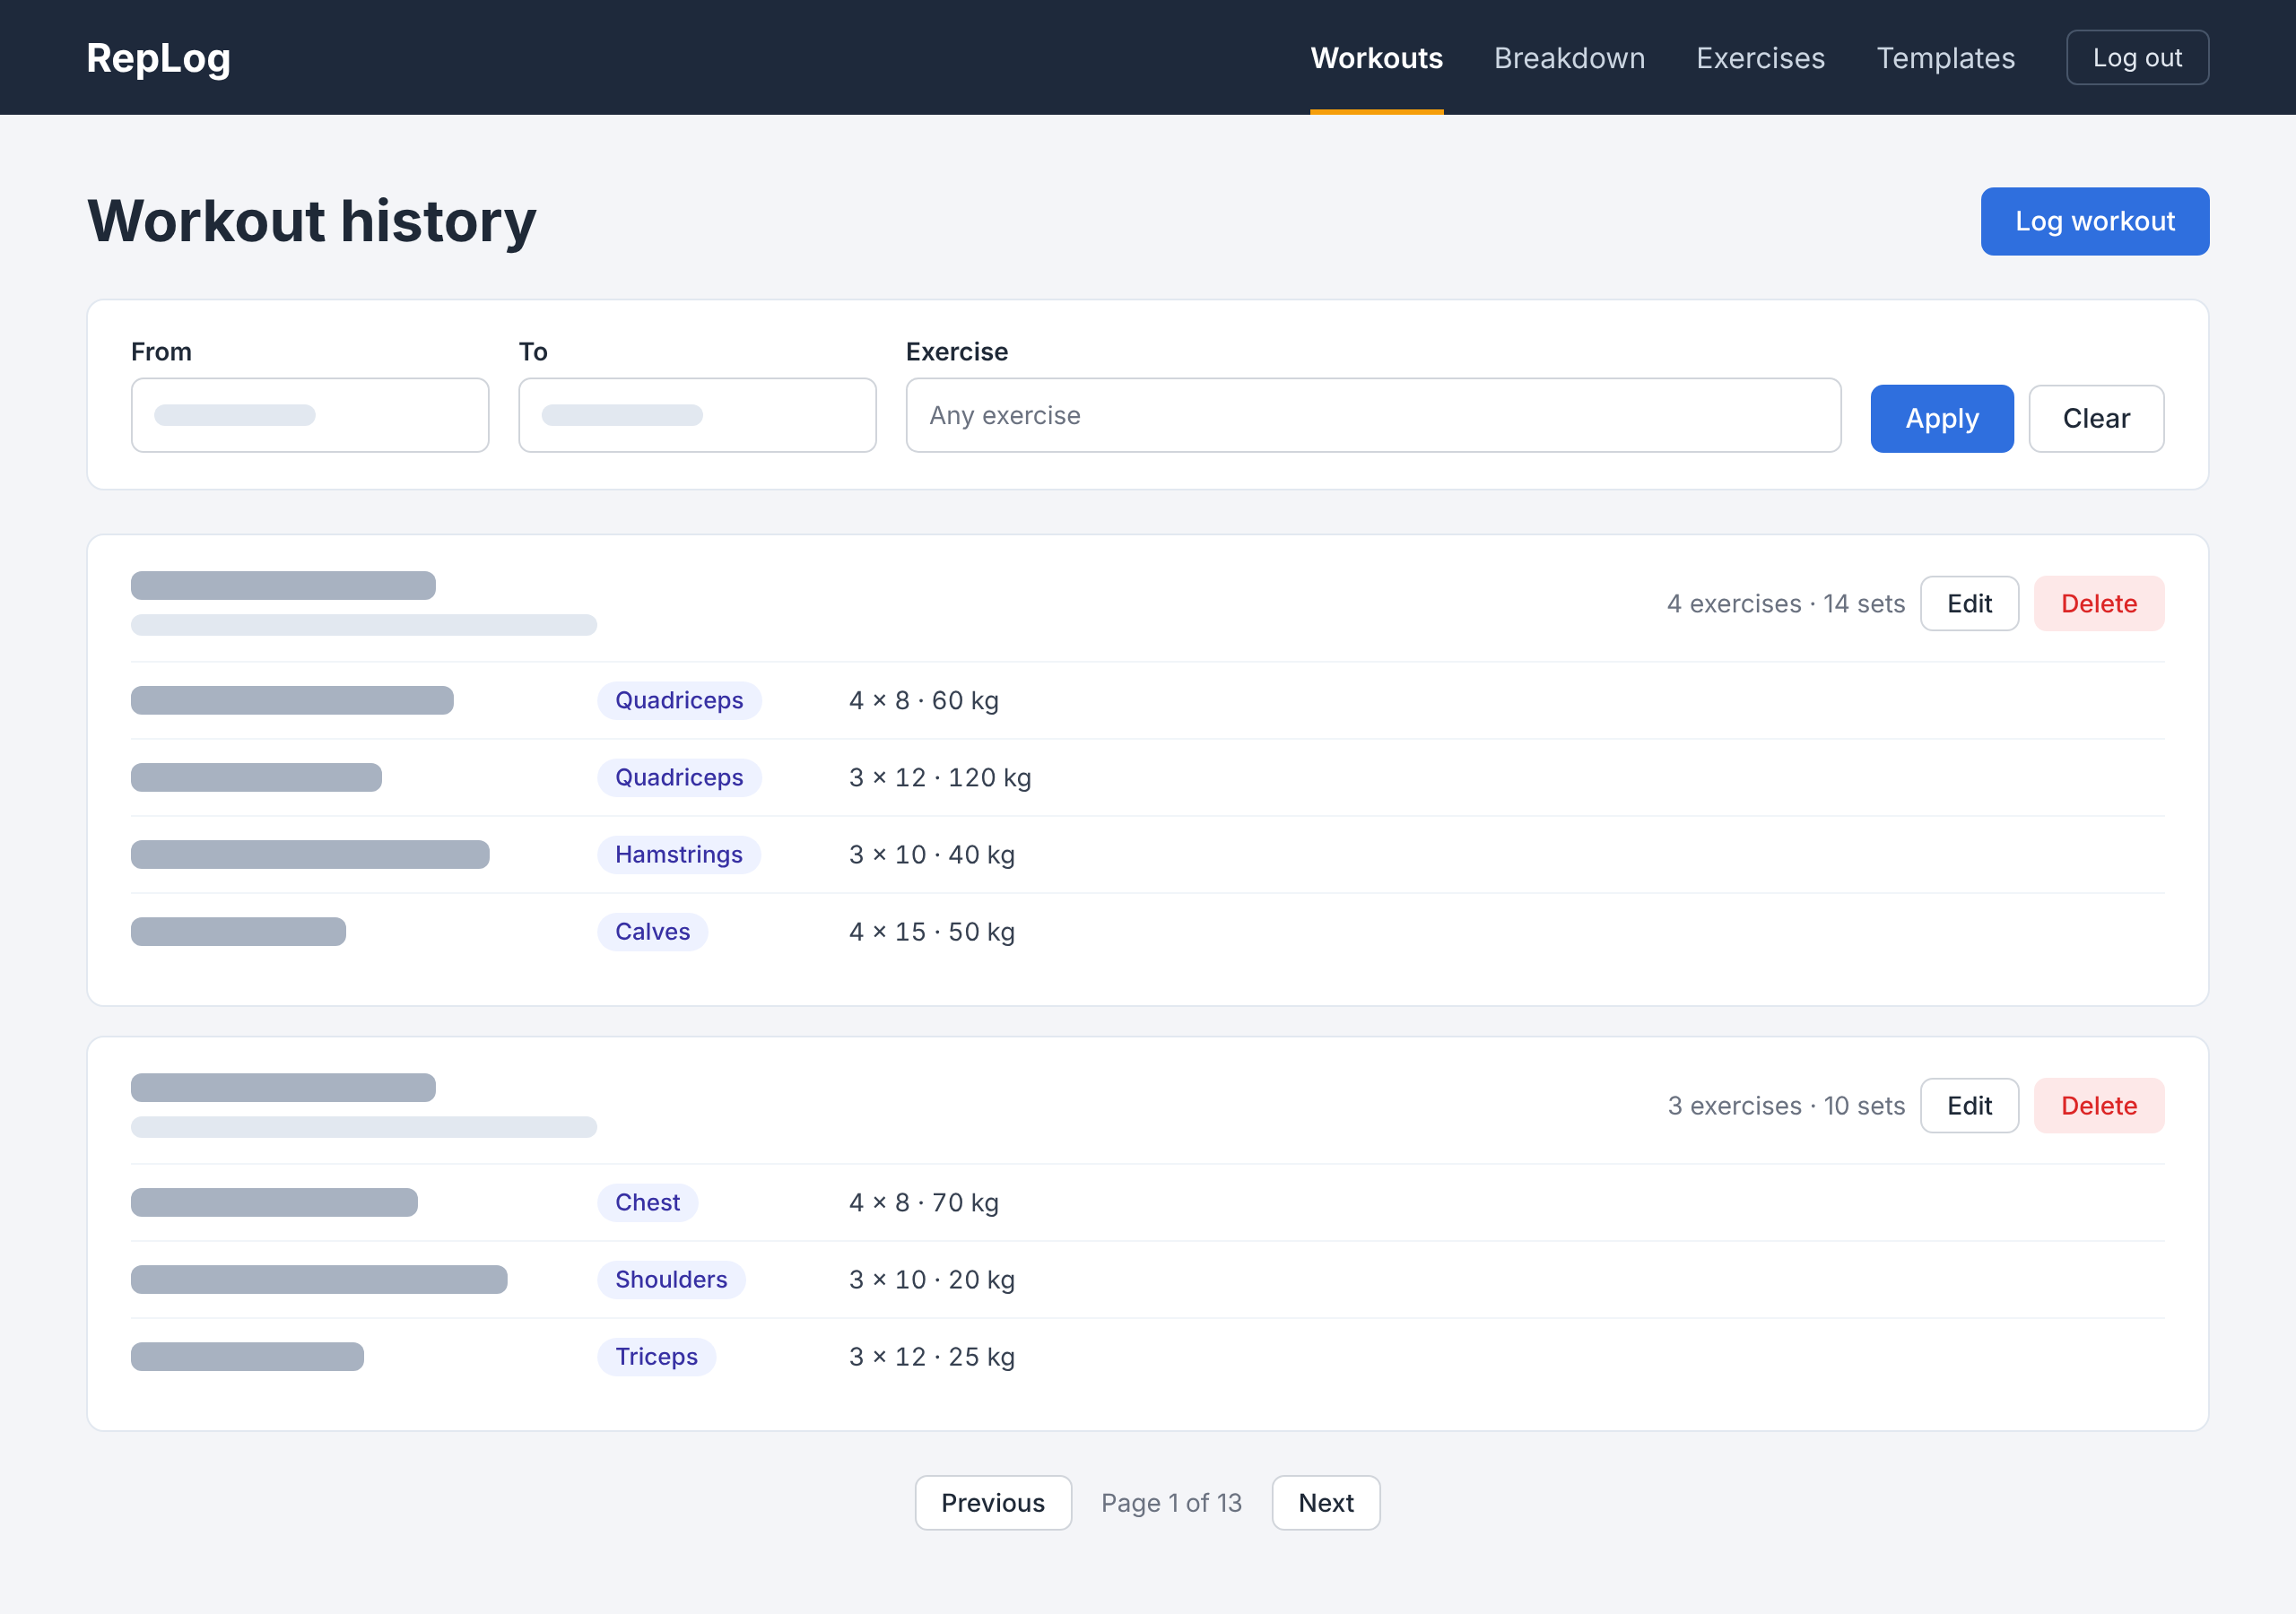 RepLog
Workouts Breakdown Exercises Templates Log out
Workout history
Log workout
From To Exercise
Any exercise
Apply Clear
4 exercises · 14 sets Edit Delete
Quadriceps 4 × 8 · 60 kg
Quadriceps 3 × 12 · 120 kg
Hamstrings 3 × 10 · 40 kg
Calves 4 × 15 · 50 kg
3 exercises · 10 sets Edit Delete
Chest 4 × 8 · 70 kg
Shoulders 3 × 10 · 20 kg
Triceps 3 × 12 · 25 kg
Previous Page 1 of 13 Next